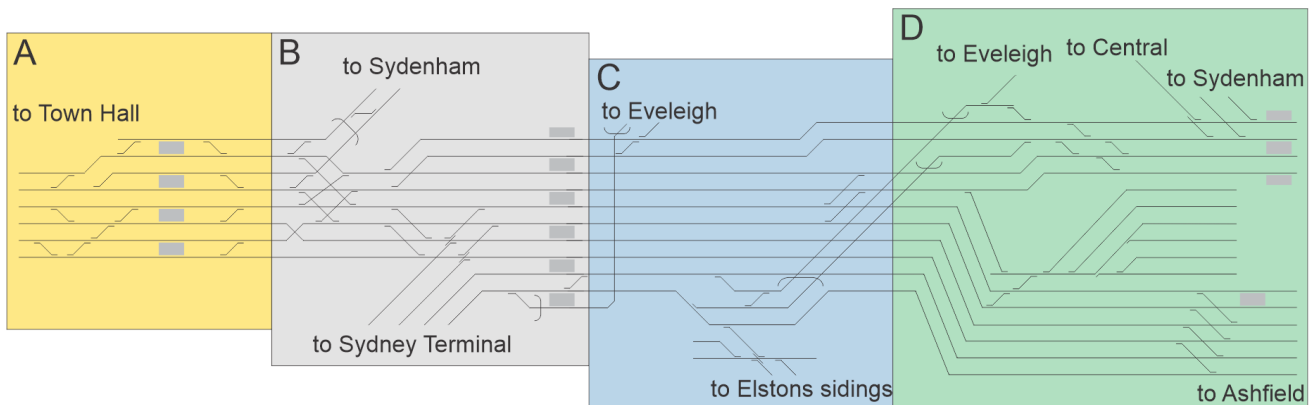 A
to Town Hall
B
to Sydenham
to Sydney Terminal
C
to Eveleigh
to Elstons sidings
D
to Eveleigh
to Central
to Sydenham
to Ashfield